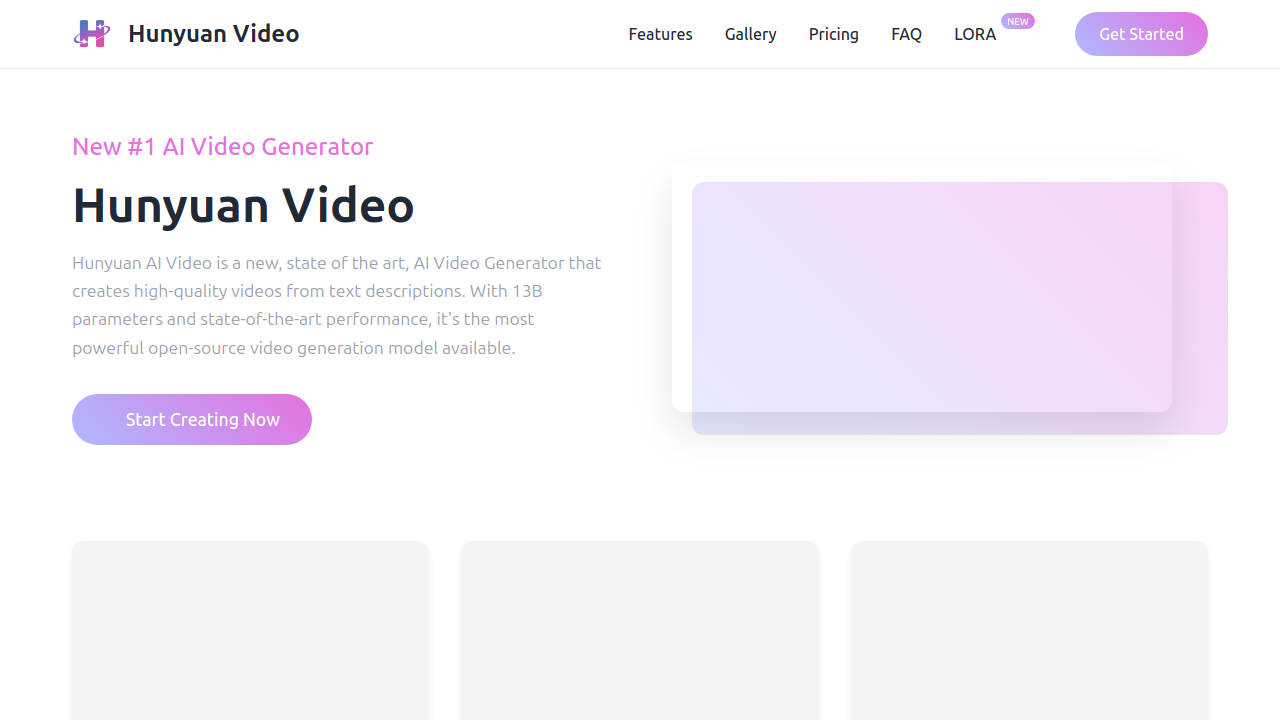 Hunyuan Video
Features
Gallery
Pricing
FAQ
LORA
NEW
Get Started
New #1 AI Video Generator
Hunyuan Video
Hunyuan AI Video is a new, state of the art, AI Video Generator that
creates high-quality videos from text descriptions. With 13B
parameters and state-of-the-art performance, it's the most
powerful open-source video generation model available.
Start Creating Now